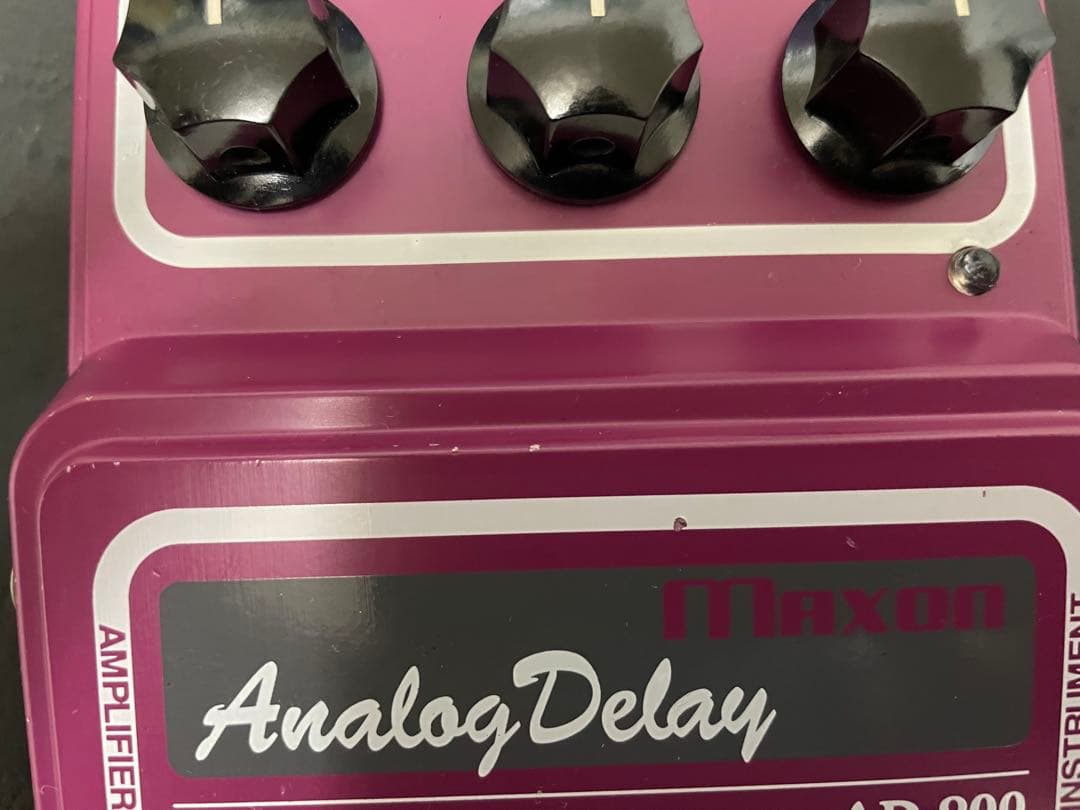 Maxon
Analog Delay
AMPLIFIER
INSTRUMENT